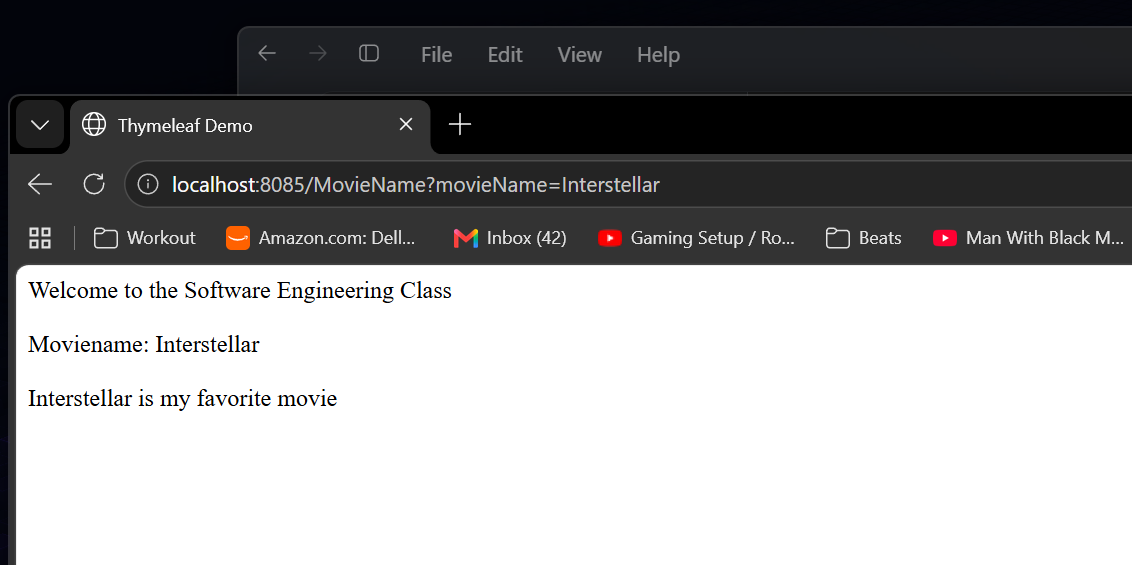 File Edit View Help
Thymeleaf Demo
localhost:8085/MovieName?movieName=Interstellar
Workout Amazon.com: Dell... Inbox (42) Gaming Setup / Ro... Beats Man With Black M...
Welcome to the Software Engineering Class
Moviename: Interstellar
Interstellar is my favorite movie